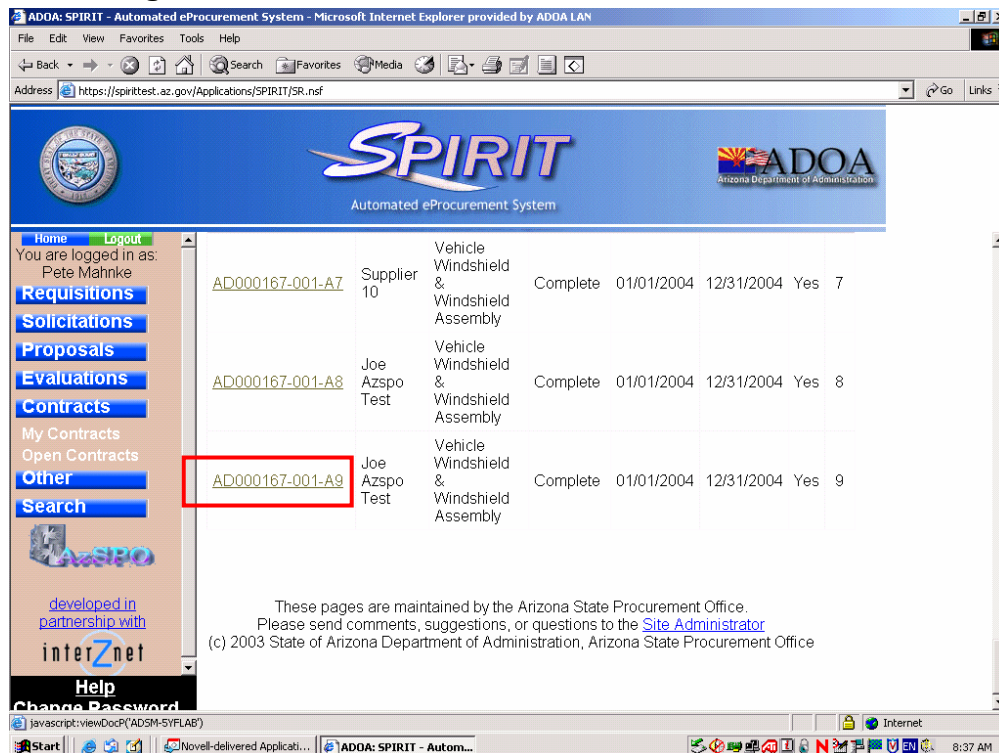 ADOA: SPIRIT - Automated eProcurement System - Microsoft Internet Explorer provided by ADOA LAN
File Edit View Favorites Tools Help
Back Search Favorites Media
Address https://spirittest.az.gov/Applications/SPIRIT/SR.nsf Go Links
SPIRIT
Automated eProcurement System
ADOA
Arizona Department of Administration
Home Logout
You are logged in as:
Pete Mahnke
Requisitions
Solicitations
Proposals
Evaluations
Contracts
My Contracts
Open Contracts
Other
Search
AzSPO
developed in
partnership with
interZnet
Help
Change Password
AD000167-001-A7 Supplier 10 Vehicle Windshield & Windshield Assembly Complete 01/01/2004 12/31/2004 Yes 7
AD000167-001-A8 Joe Azspo Test Vehicle Windshield & Windshield Assembly Complete 01/01/2004 12/31/2004 Yes 8
AD000167-001-A9 Joe Azspo Test Vehicle Windshield & Windshield Assembly Complete 01/01/2004 12/31/2004 Yes 9
These pages are maintained by the Arizona State Procurement Office.
Please send comments, suggestions, or questions to the Site Administrator
(c) 2003 State of Arizona Department of Administration, Arizona State Procurement Office
javascript:viewDocP('ADSM-5YFLAB') Internet
Start Novell-delivered Applicati... ADOA: SPIRIT - Autom... EN 8:37 AM